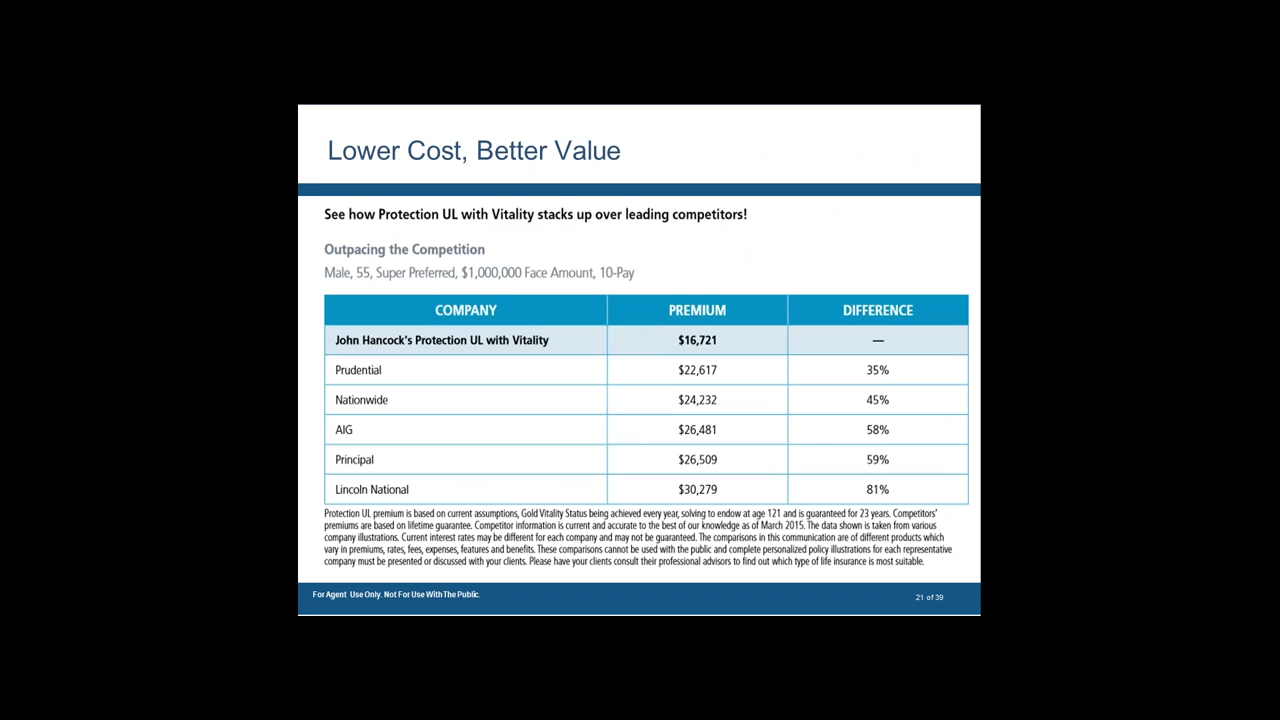 Lower Cost, Better Value
See how Protection UL with Vitality stacks up over leading competitors!
Outpacing the Competition
Male, 55, Super Preferred, $1,000,000 Face Amount, 10-Pay
COMPANY PREMIUM DIFFERENCE
John Hancock's Protection UL with Vitality $16,721 —
Prudential $22,617 35%
Nationwide $24,232 45%
AIG $26,481 58%
Principal $26,509 59%
Lincoln National $30,279 81%
Protection UL premium is based on current assumptions, Gold Vitality Status being achieved every year, solving to endow at age 121 and is guaranteed for 23 years. Competitors'
premiums are based on lifetime guarantee. Competitor information is current and accurate to the best of our knowledge as of March 2015. The data shown is taken from various
company illustrations. Current interest rates may be different for each company and may not be guaranteed. The comparisons in this communication are of different products which
vary in premiums, rates, fees, expenses, features and benefits. These comparisons cannot be used with the public and complete personalized policy illustrations for each representative
company must be presented or discussed with your clients. Please have your clients consult their professional advisors to find out which type of life insurance is most suitable.
For Agent Use Only. Not For Use With The Public.
21 of 39